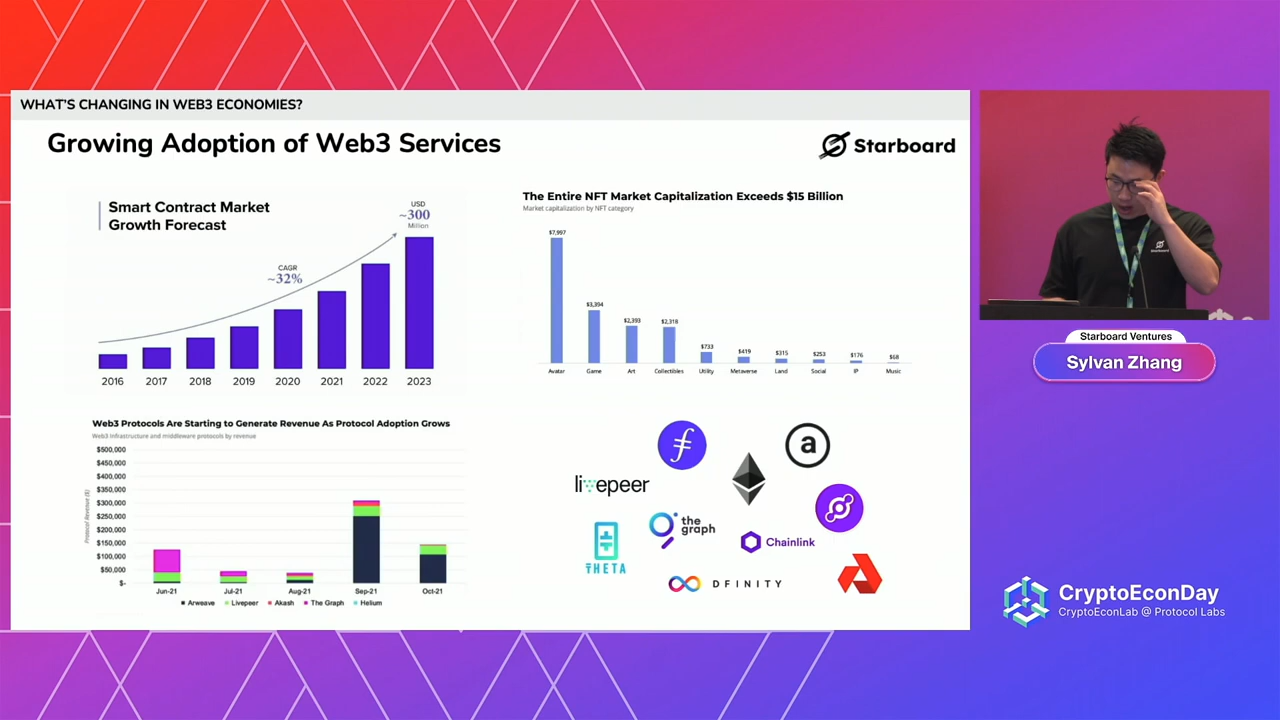 WHAT'S CHANGING IN WEB3 ECONOMIES?
Growing Adoption of Web3 Services
Starboard
Smart Contract Market
Growth Forecast
USD
~300
Million
CAGR
~32%
2016 2017 2018 2019 2020 2021 2022 2023
The Entire NFT Market Capitalization Exceeds $15 Billion
Market capitalization by NFT category
$7,997
$3,394
$2,393
$2,318
$733
$419
$315
$253
$176
$68
Avatar Game Art Collectibles Utility Metaverse Land Social IP Music
Web3 Protocols Are Starting to Generate Revenue As Protocol Adoption Grows
Web3 Infrastructure and middleware protocols by revenue
Protocol Revenue ($)
$500,000
$450,000
$400,000
$350,000
$300,000
$250,000
$200,000
$150,000
$100,000
$50,000
$-
Jun-21 Jul-21 Aug-21 Sep-21 Oct-21
Arweave Livepeer Akash The Graph Helium
a
livepeer
the
graph
Chainlink
THETA
DFINITY
Starboard
Starboard Ventures
Sylvan Zhang
CryptoEconDay
CryptoEconLab @ Protocol Labs